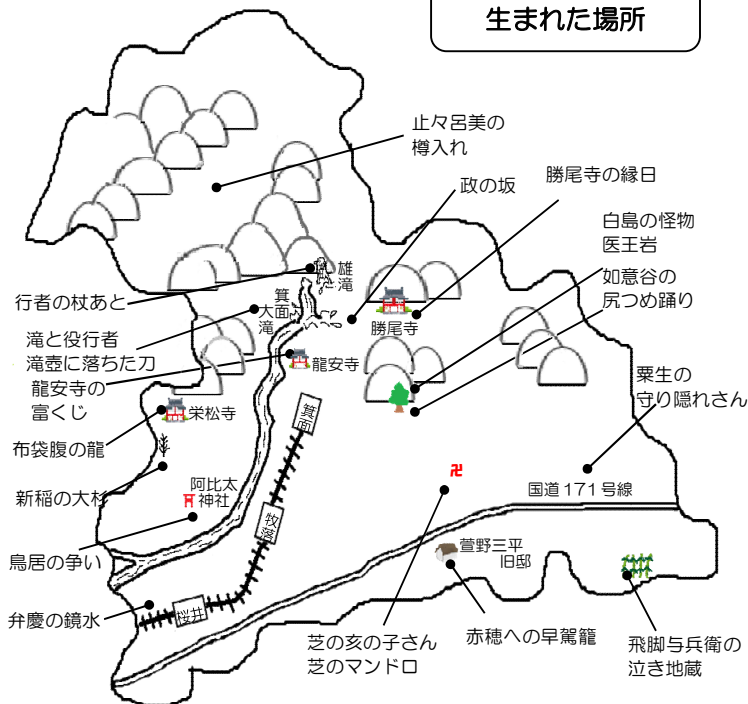 生まれた場所
止々呂美の
樽入れ
政の坂
勝尾寺の縁日
白島の怪物
医王岩
如意谷の
尻つめ踊り
粟生の
守り隠れさん
行者の杖あと
雄滝
箕面
大滝
勝尾寺
滝と役行者
滝壺に落ちた刀
龍安寺の
富くじ
龍安寺
栄松寺
布袋腹の龍
箕面
新稲の大杉
阿比太
神社
国道171号線
牧落
鳥居の争い
萱野三平
旧邸
弁慶の鏡水
桜井
芝の亥の子さん
芝のマンドロ
赤穂への早駕籠
飛脚与兵衛の
泣き地蔵